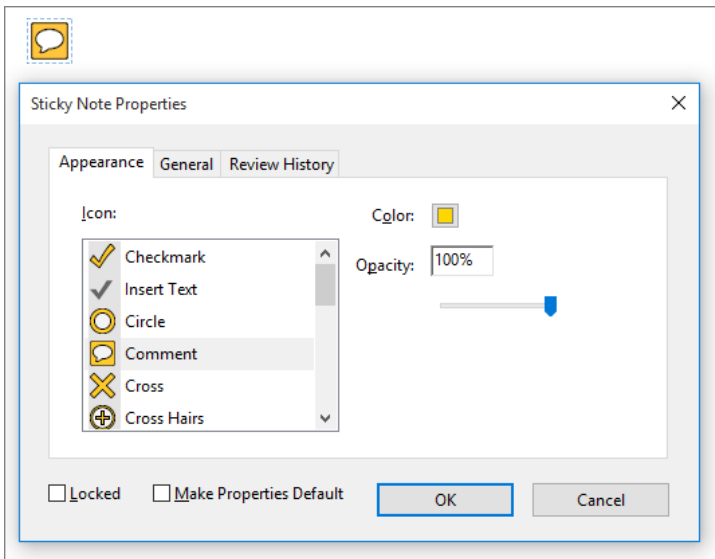 Sticky Note Properties
Appearance General Review History
Icon:
Color:
Checkmark
Opacity: 100%
Insert Text
Circle
Comment
Cross
Cross Hairs
Locked Make Properties Default OK Cancel